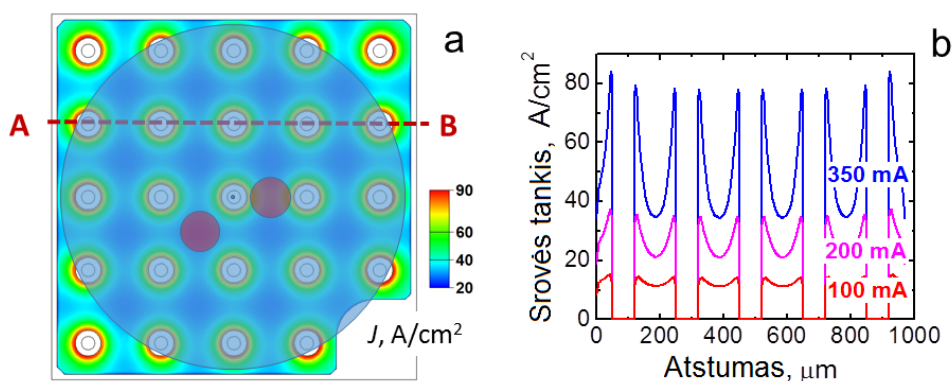 a
A
B
90
60
40
20
J, A/cm²
b
Srovės tankis, A/cm²
80
60
40
20
0
350 mA
200 mA
100 mA
0 200 400 600 800 1000
Atstumas, μm